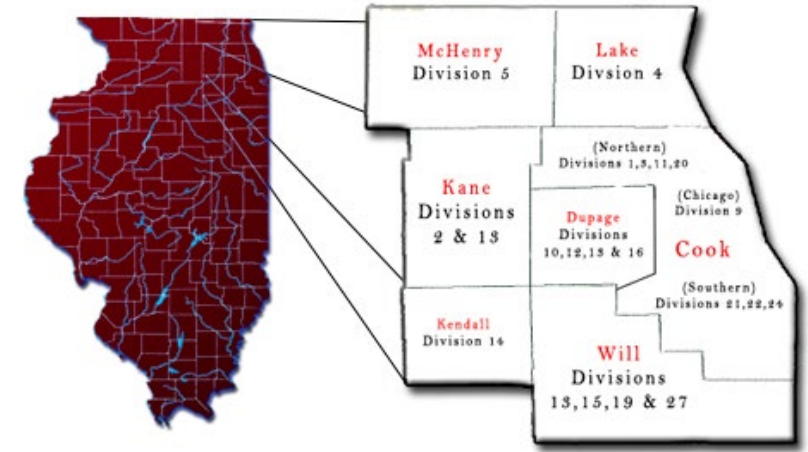 McHenry
Division 5
Lake
Divsion 4
(Northern)
Divisions 1,3,11,20
Kane
Divisions
2 & 13
Dupage
Divisions
10,12,13 & 16
(Chicago)
Division 9
Cook
(Southern)
Divisions 21,22,24
Kendall
Division 14
Will
Divisions
13,15,19 & 27